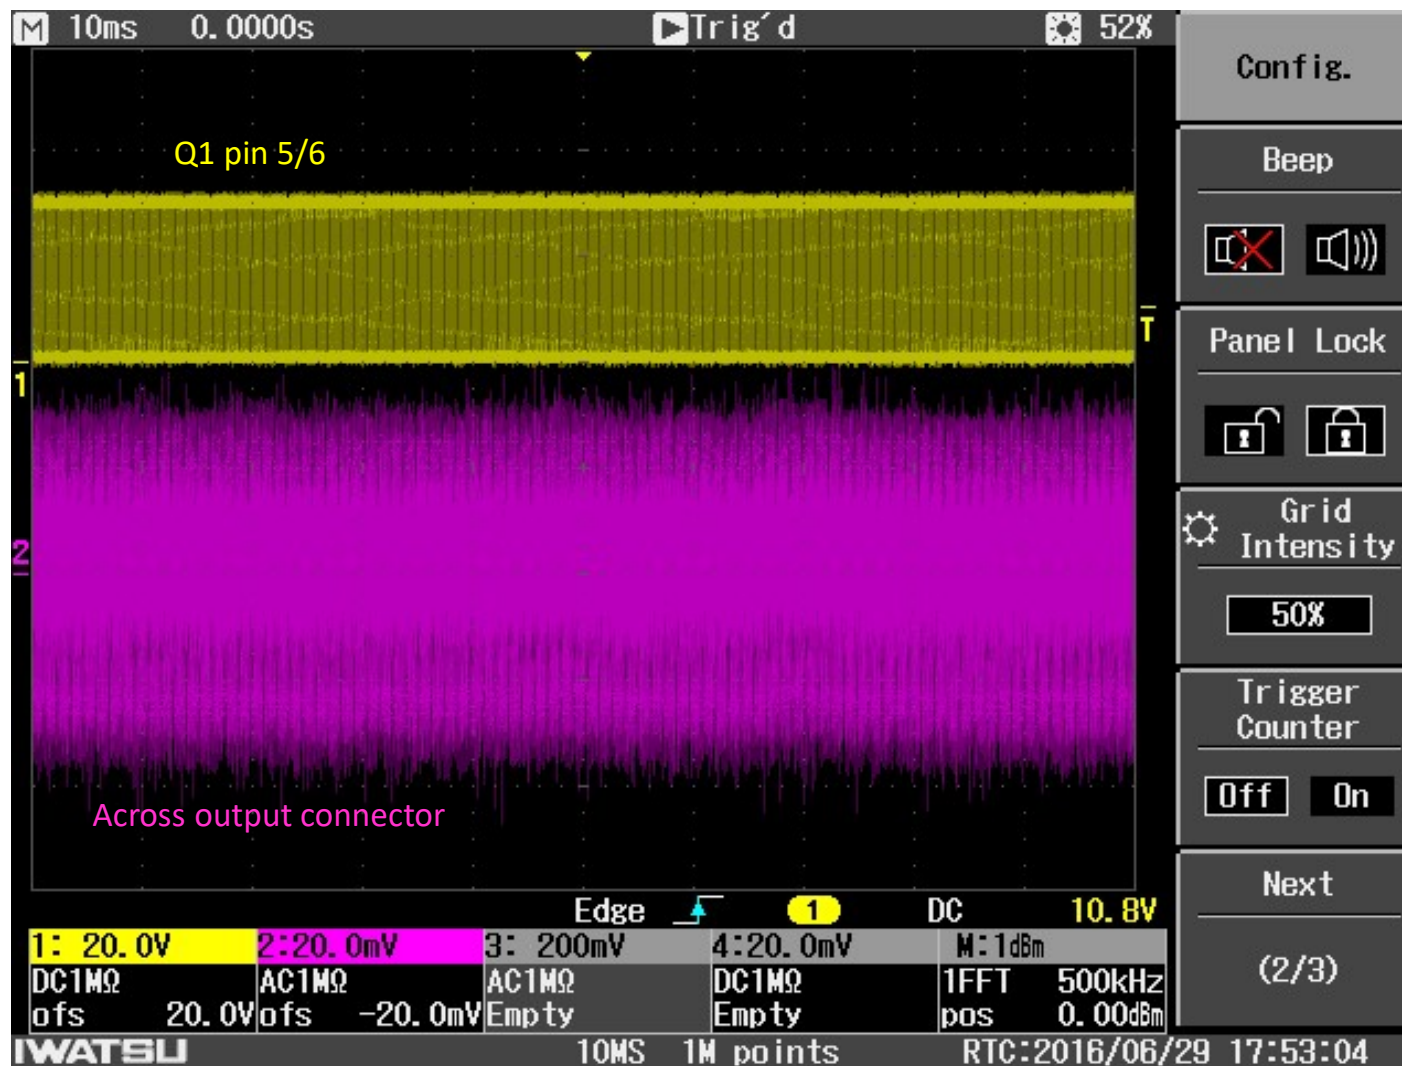 M 10ms 0.0000s Trig´d 52%
Config.
Q1 pin 5/6
Beep
T
Panel Lock
1
Grid
Intensity
2
50%
Trigger
Counter
Across output connector
Off On
Next
Edge 1 DC 10.8V
1: 20.0V 2:20.0mV 3: 200mV 4:20.0mV M:1dBm
(2/3)
DC1MΩ AC1MΩ AC1MΩ DC1MΩ 1FFT 500kHz
ofs 20.0V ofs -20.0mV Empty Empty pos 0.00dBm
IWATSU 10MS 1M points RTC:2016/06/29 17:53:04